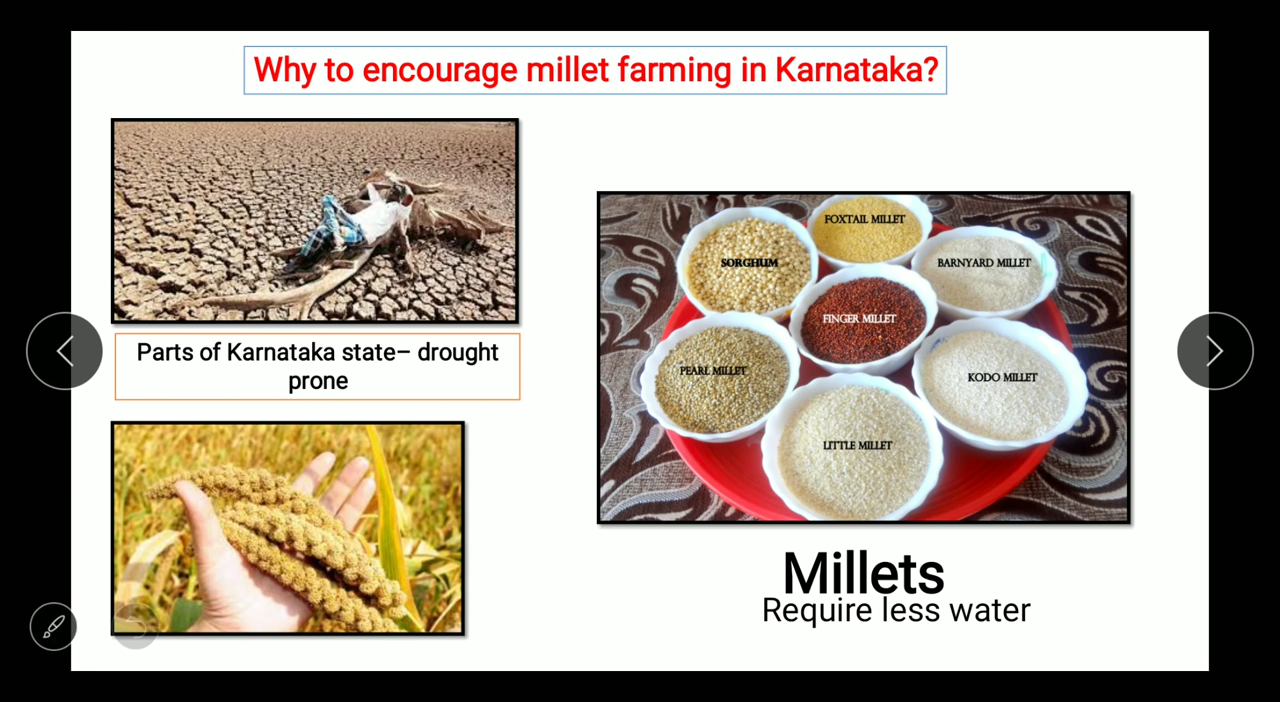 Why to encourage millet farming in Karnataka?
Parts of Karnataka state– drought
prone
FOXTAIL MILLET
SORGHUM
BARNYARD MILLET
FINGER MILLET
PEARL MILLET
KODO MILLET
LITTLE MILLET
Millets
Require less water